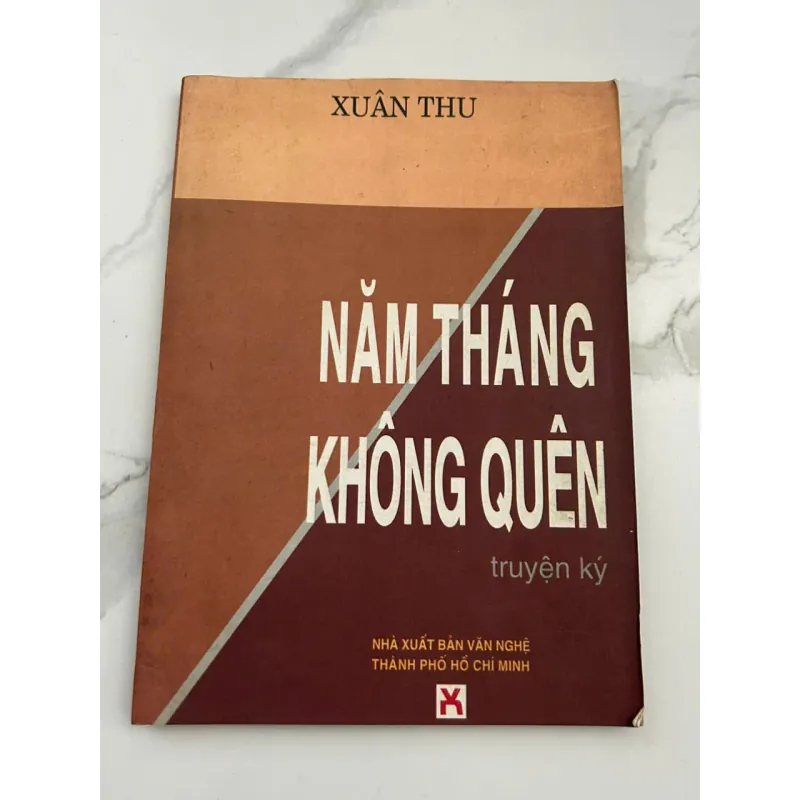 XUÂN THU
NĂM THÁNG
KHÔNG QUÊN
truyện ký
NHÀ XUẤT BẢN VĂN NGHỆ
THÀNH PHỐ HỒ CHÍ MINH